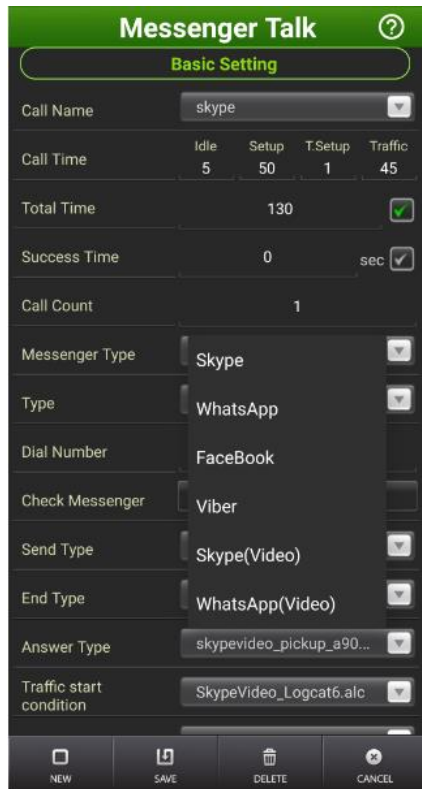 Messenger Talk ?
Basic Setting
Call Name skype
Idle Setup T.Setup Traffic
Call Time 5 50 1 45
Total Time 130
Success Time 0 sec
Call Count 1
Messenger Type
Skype
Type
WhatsApp
Dial Number
FaceBook
Check Messenger
Viber
Send Type
Skype(Video)
End Type
WhatsApp(Video)
Answer Type skypevideo_pickup_a90...
Traffic start
condition SkypeVideo_Logcat6.alc
NEW SAVE DELETE CANCEL